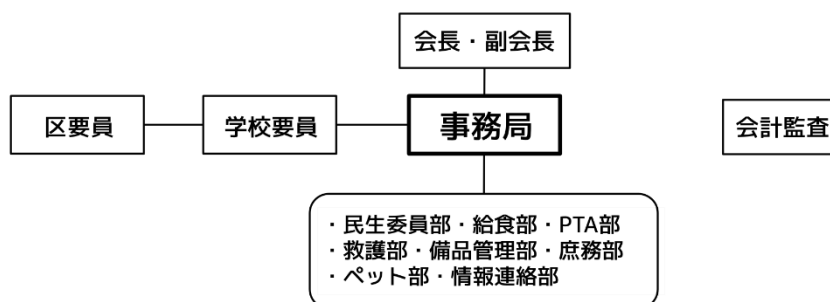 会長・副会長
区要員
学校要員
事務局
会計監査
・民生委員部・給食部・PTA部
・救護部・備品管理部・庶務部
・ペット部・情報連絡部